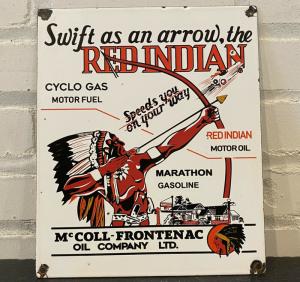 Swift as an arrow, the
RED INDIAN
CYCLO GAS
MOTOR FUEL
Speeds you
on your way
RED INDIAN
MOTOR OIL
MARATHON
GASOLINE
McCOLL-FRONTENAC
OIL COMPANY LTD.